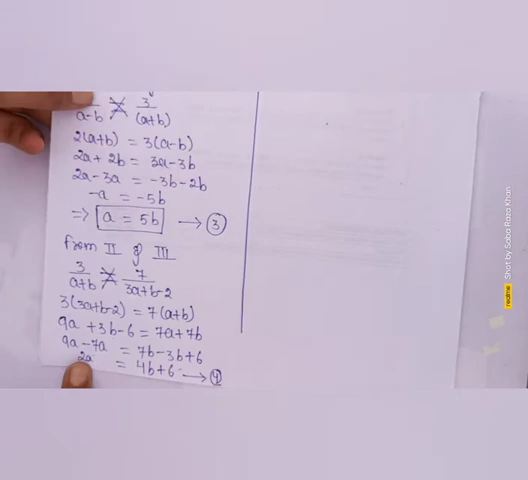 a-b (a+b)
2(a+b) = 3(a-b)
2a + 2b = 3a - 3b
2a - 3a = -3b - 2b
-a = -5b
=> a = 5b → 3
from II & III
3 7
a+b 3a+b-2
3(3a+b-2) = 7(a+b)
9a + 3b - 6 = 7a + 7b
9a - 7a = 7b - 3b + 6
2a = 4b + 6 → 4
realme Shot by Saba Raza Khan